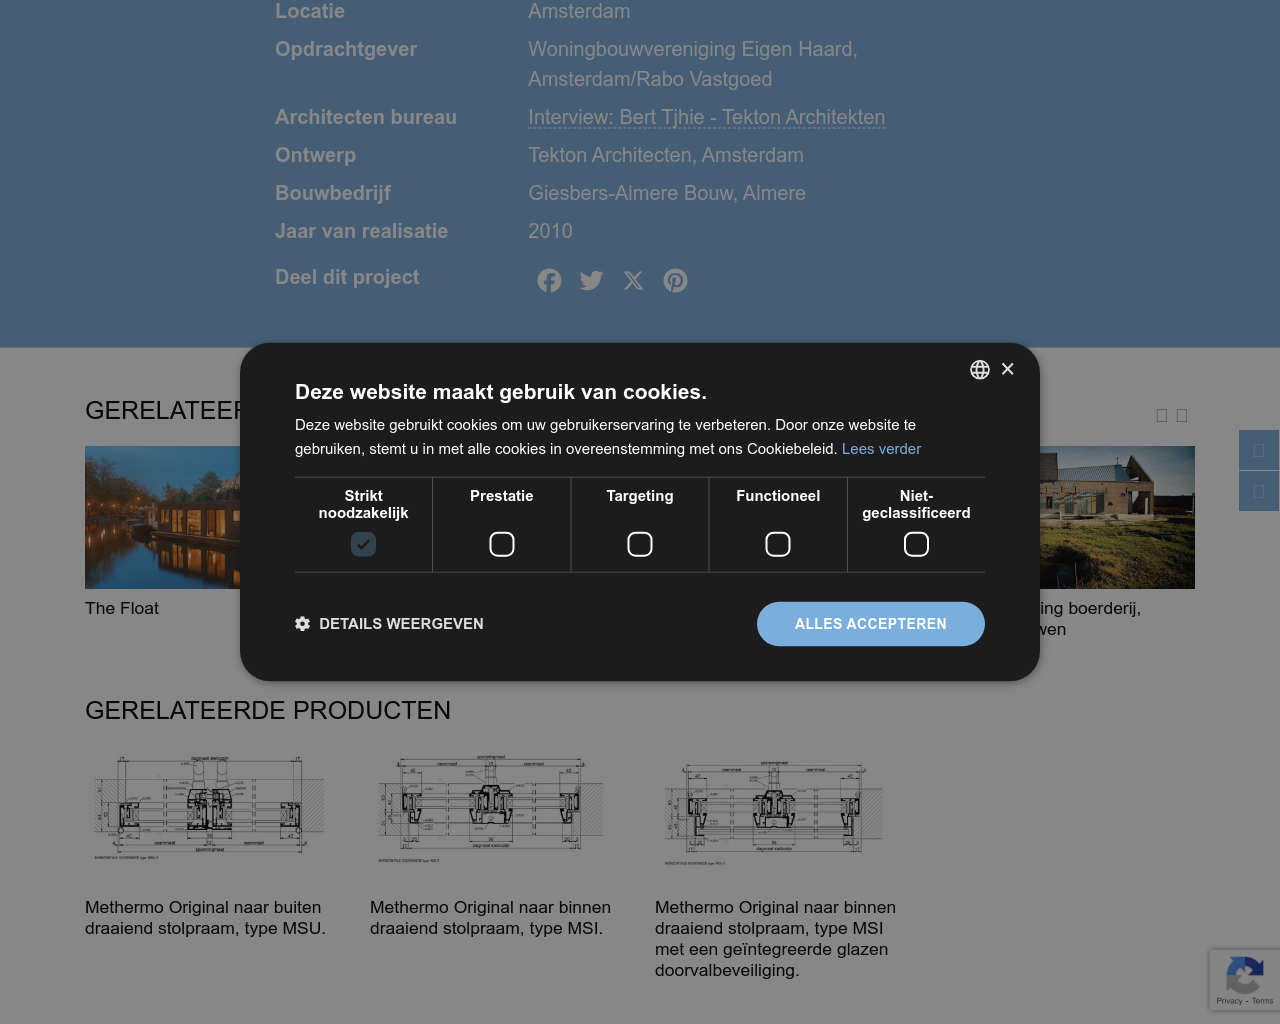 Locatie
Amsterdam
Opdrachtgever
Woningbouwvereniging Eigen Haard,
Amsterdam/Rabo Vastgoed
Architecten bureau
Interview: Bert Tjhie - Tekton Architekten
Ontwerp
Tekton Architecten, Amsterdam
Bouwbedrijf
Giesbers-Almere Bouw, Almere
Jaar van realisatie
2010
Deel dit project
GERELATEER
Deze website maakt gebruik van cookies.
Deze website gebruikt cookies om uw gebruikerservaring te verbeteren. Door onze website te
gebruiken, stemt u in met alle cookies in overeenstemming met ons Cookiebeleid. Lees verder
Strikt
noodzakelijk
Prestatie
Targeting
Functioneel
Niet-
geclassificeerd
DETAILS WEERGEVEN
ALLES ACCEPTEREN
The Float
ing boerderij,
wen
GERELATEERDE PRODUCTEN
Methermo Original naar buiten
draaiend stolpraam, type MSU.
Methermo Original naar binnen
draaiend stolpraam, type MSI.
Methermo Original naar binnen
draaiend stolpraam, type MSI
met een geïntegreerde glazen
doorvalbeveiliging.
Privacy - Terms